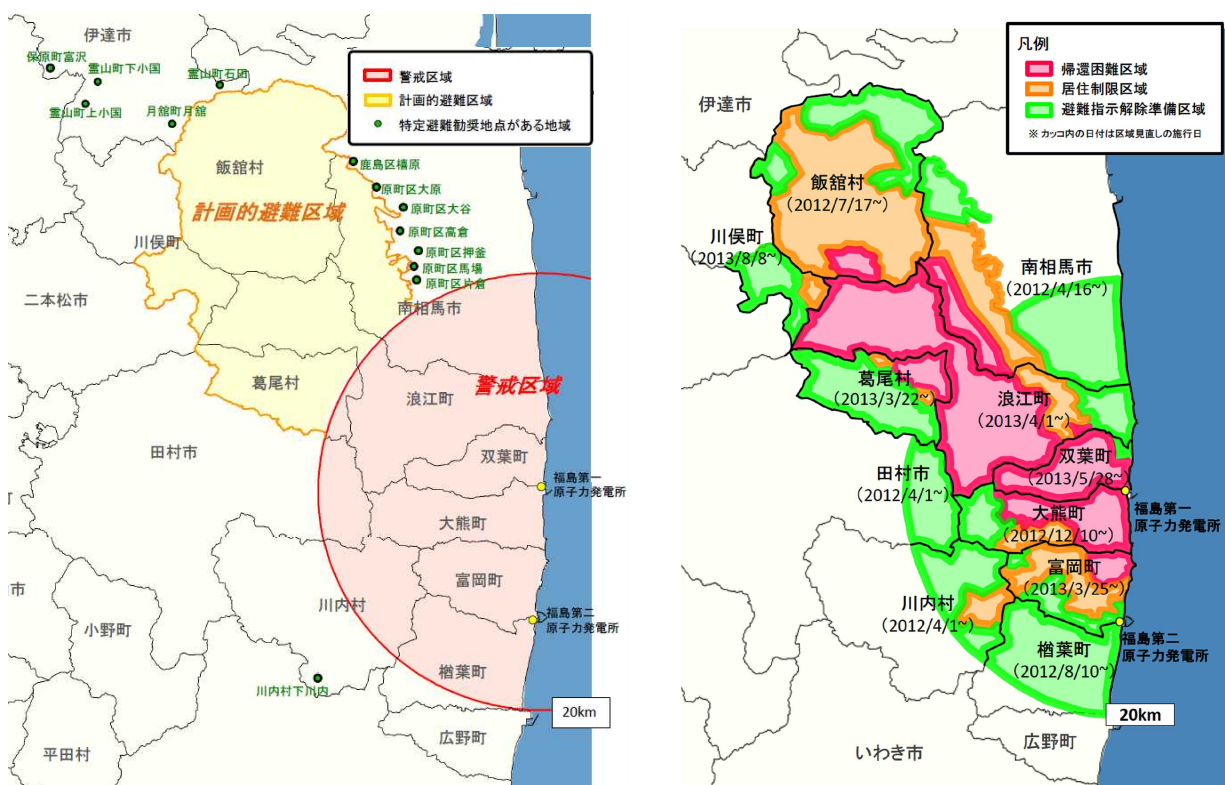 伊達市
保原町富沢
霊山町下小国
霊山町石田
霊山町上小国
月舘町月舘
警戒区域
計画的避難区域
特定避難勧奨地点がある地域
飯舘村
計画的避難区域
鹿島区橲原
原町区大原
原町区大谷
原町区高倉
原町区押釜
原町区馬場
原町区片倉
川俣町
二本松市
南相馬市
葛尾村
警戒区域
浪江町
田村市
双葉町
福島第一
原子力発電所
大熊町
富岡町
川内村
福島第二
原子力発電所
市
小野町
楢葉町
川内村下川内
20km
平田村
広野町
凡例
帰還困難区域
居住制限区域
避難指示解除準備区域
※ カッコ内の日付は区域見直しの施行日
伊達市
飯舘村
(2012/7/17~)
川俣町
(2013/8/8~)
南相馬市
(2012/4/16~)
葛尾村
(2013/3/22~)
浪江町
(2013/4/1~)
田村市
(2012/4/1~)
双葉町
(2013/5/28~)
福島第一
原子力発電所
大熊町
(2012/12/10~)
富岡町
(2013/3/25~)
川内村
(2012/4/1~)
福島第二
原子力発電所
楢葉町
(2012/8/10~)
20km
いわき市
広野町